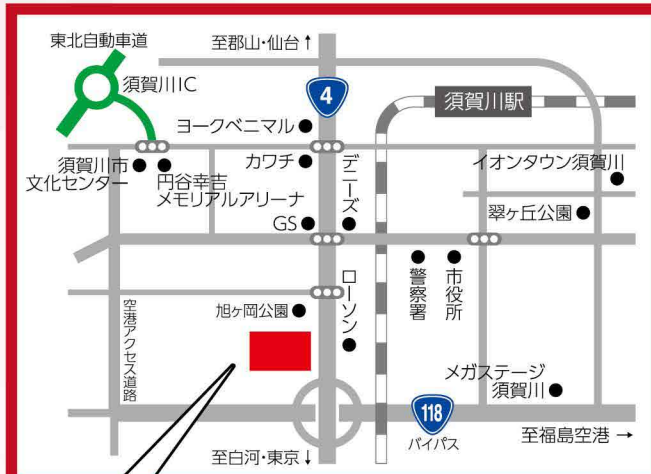 東北自動車道
至郡山・仙台↑
須賀川IC
4
須賀川駅
ヨークベニマル
カワチ
デニーズ
イオンタウン須賀川
須賀川市
文化センター
円谷幸吉
メモリアルアリーナ
GS
翠ヶ丘公園
警察署
市役所
空港アクセス道路
旭ヶ岡公園
ローソン
メガステージ
須賀川
118
バイパス
至福島空港→
至白河・東京↓